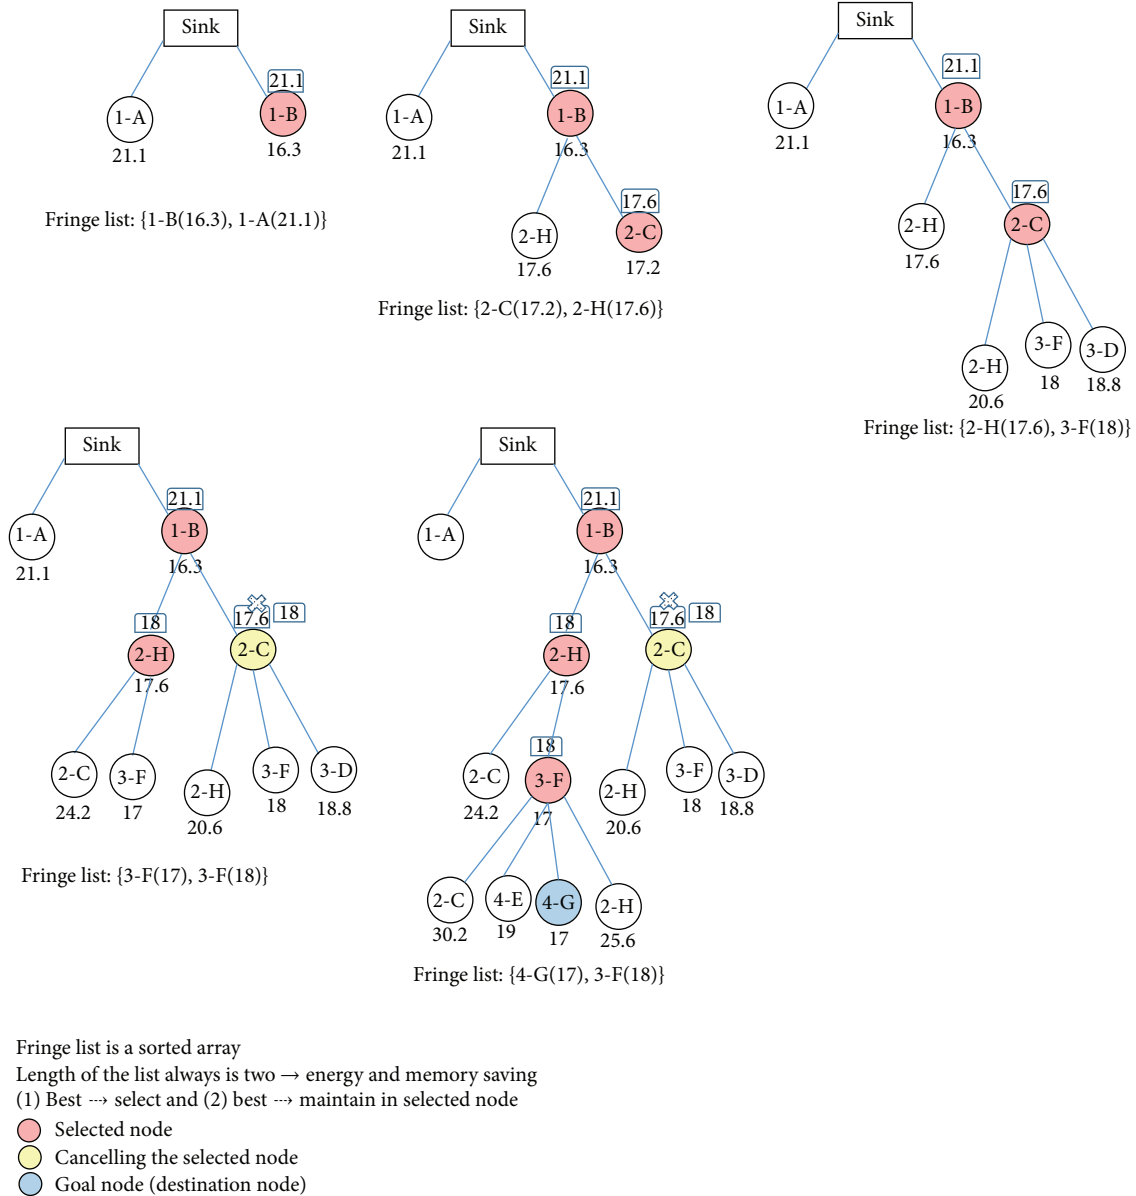 Sink
21.1
1-A
1-B
21.1
16.3
Fringe list: {1-B(16.3), 1-A(21.1)}
Sink
21.1
1-A
1-B
21.1
16.3
17.6
2-H
2-C
17.6
17.2
Fringe list: {2-C(17.2), 2-H(17.6)}
Sink
21.1
1-A
1-B
21.1
16.3
17.6
2-H
2-C
17.6
2-H
3-F
3-D
20.6
18
18.8
Fringe list: {2-H(17.6), 3-F(18)}
Sink
21.1
1-A
1-B
21.1
16.3
18
17.6
18
2-H
2-C
17.6
2-C
3-F
2-H
3-F
3-D
24.2
17
20.6
18
18.8
Fringe list: {3-F(17), 3-F(18)}
Sink
21.1
1-A
1-B
16.3
18
17.6
18
2-H
2-C
17.6
18
2-C
3-F
2-H
3-F
3-D
24.2
17
20.6
18
18.8
2-C
4-E
4-G
2-H
30.2
19
17
25.6
Fringe list: {4-G(17), 3-F(18)}
Fringe list is a sorted array
Length of the list always is two → energy and memory saving
(1) Best ⤏ select and (2) best ⤏ maintain in selected node
Selected node
Cancelling the selected node
Goal node (destination node)